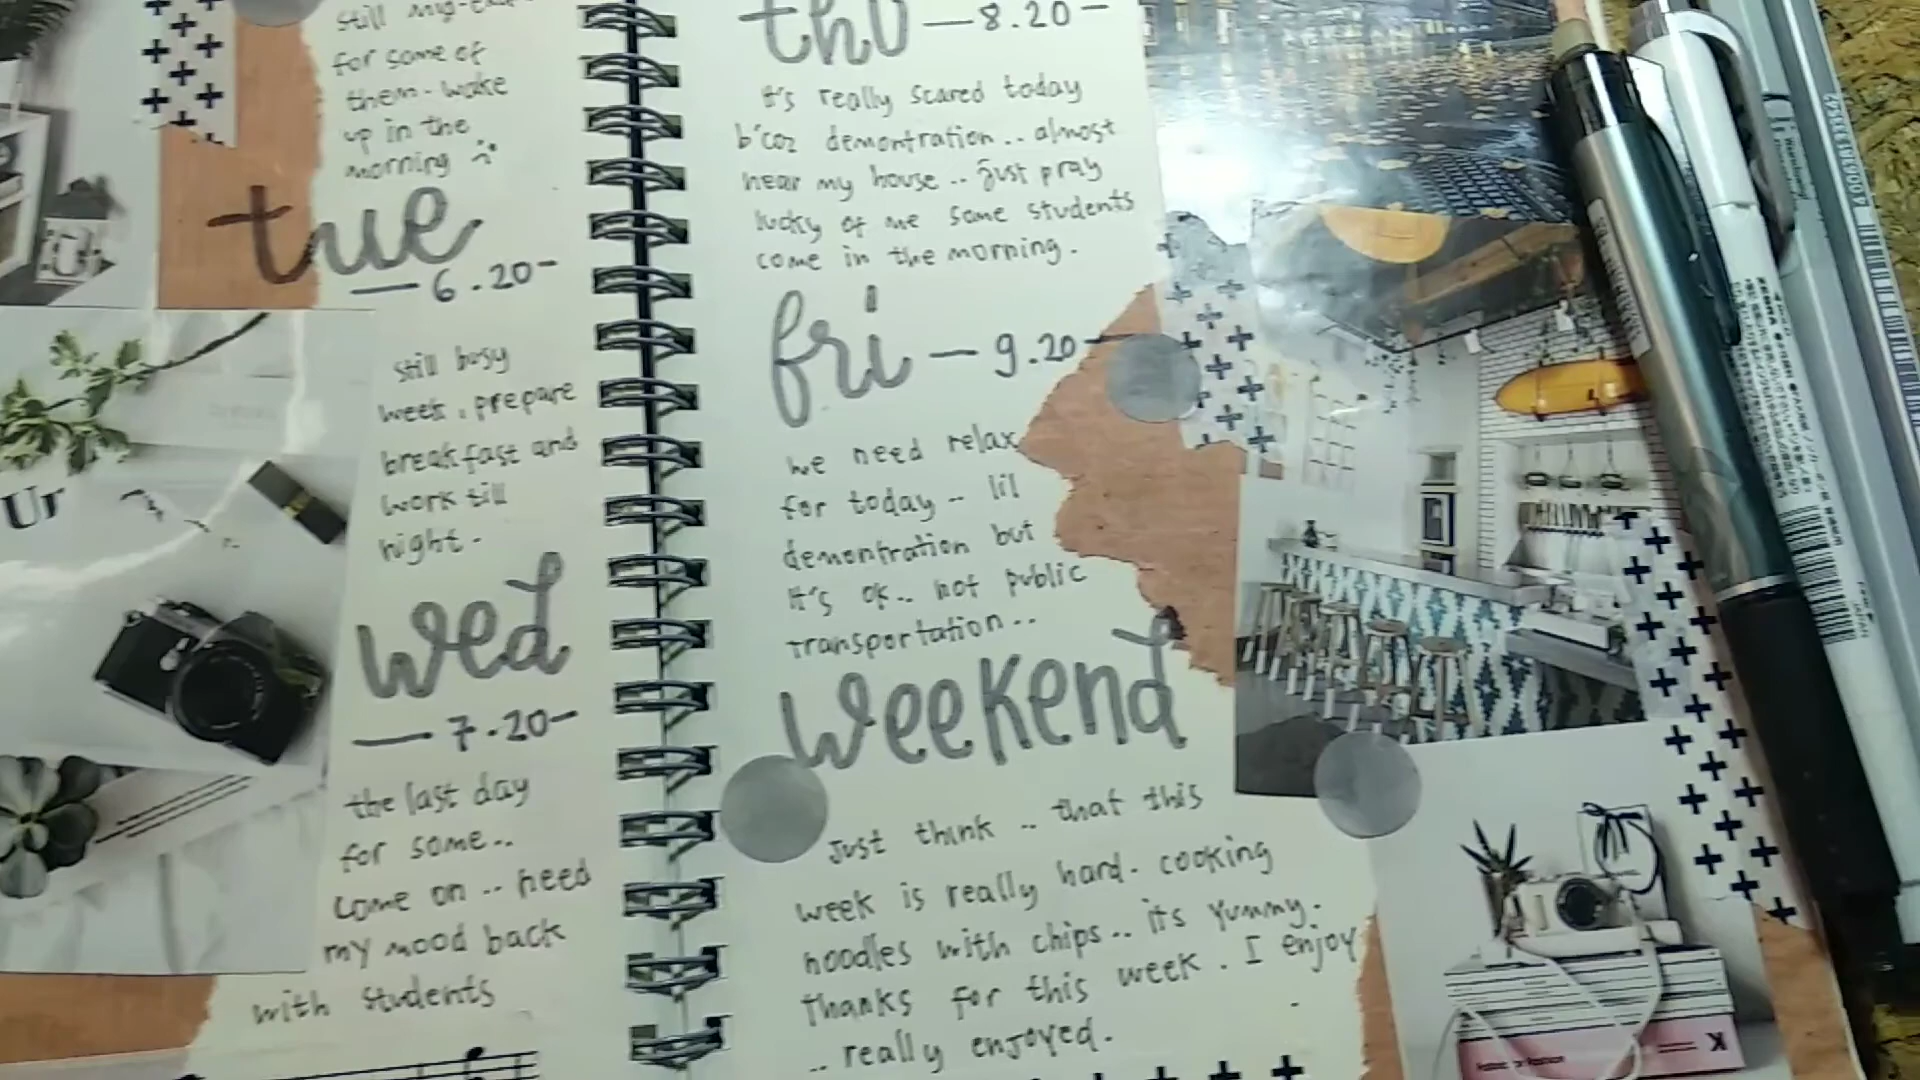 still
for some of
them - wake
up in the
morning
tue
— 6.20 -
still busy
week, prepare
breakfast and
work till
night.
Ur
wed
— 7.20 -
the last day
for some..
come on .. need
my mood back
with students
thu — 8.20 -
it's really scared today
b'coz demontration .. almost
near my house .. just pray
lucky of me some students
come in the morning.
fri — 9.20 -
we need relax
for today - lil
demontration but
it's ok.. not public
transportation ..
weekend
Just think .. that this
week is really hard. cooking
noodles with chips .. its yummy.
thanks for this week. I enjoy
.. really enjoyed.
K